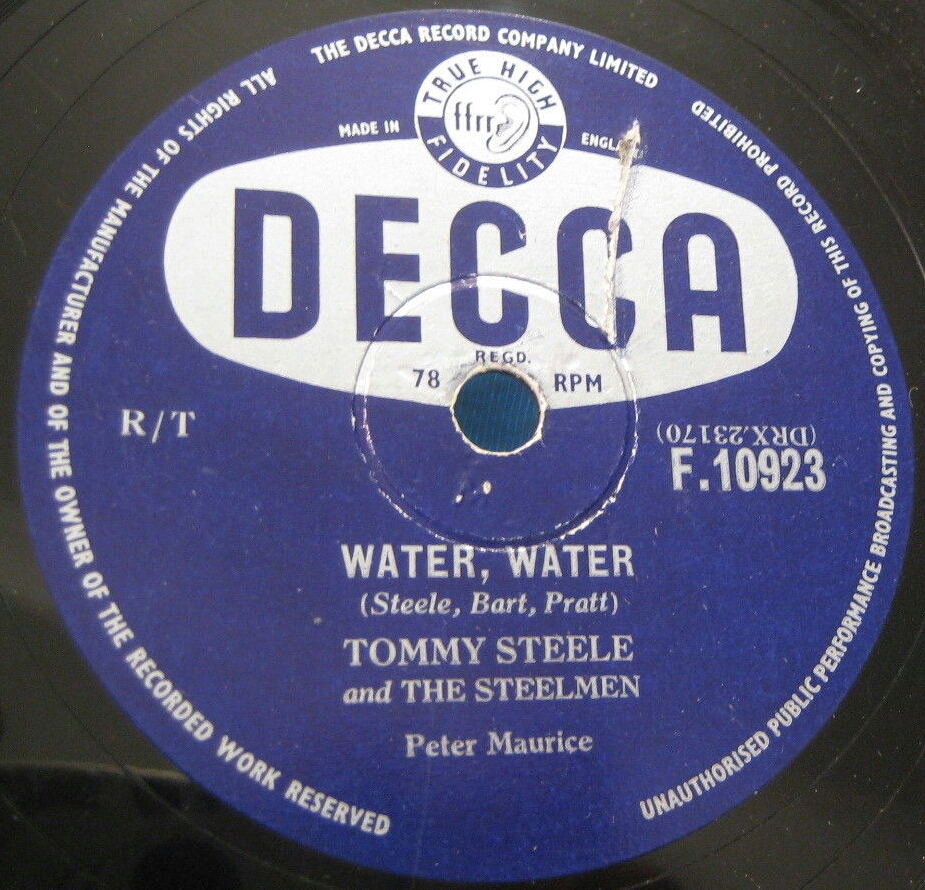 THE DECCA RECORD COMPANY LIMITED
ALL RIGHTS OF THE MANUFACTURER AND OF THE OWNER OF THE RECORDED WORK RESERVED
UNAUTHORISED PUBLIC PERFORMANCE BROADCASTING AND COPYING OF THIS RECORD PROHIBITED
TRUE HIGH
ffrr
FIDELITY
MADE IN
DECCA
REGD.
78 RPM
R/T
(DRX.23170)
F.10923
WATER, WATER
(Steele, Bart, Pratt)
TOMMY STEELE
and THE STEELMEN
Peter Maurice